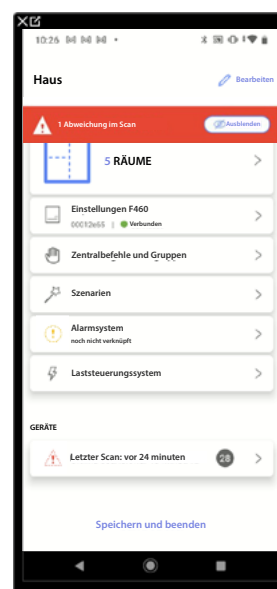 10:26
Haus
Bearbeiten
1 Abweichung im Scan
Ausblenden
5 RÄUME
Einstellungen F460
00012e65 | Verbunden
Zentralbefehle und Gruppen
Szenarien
Alarmsystem
noch nicht verknüpft
Laststeuerungssystem
GERÄTE
Letzter Scan: vor 24 minuten
28
Speichern und beenden